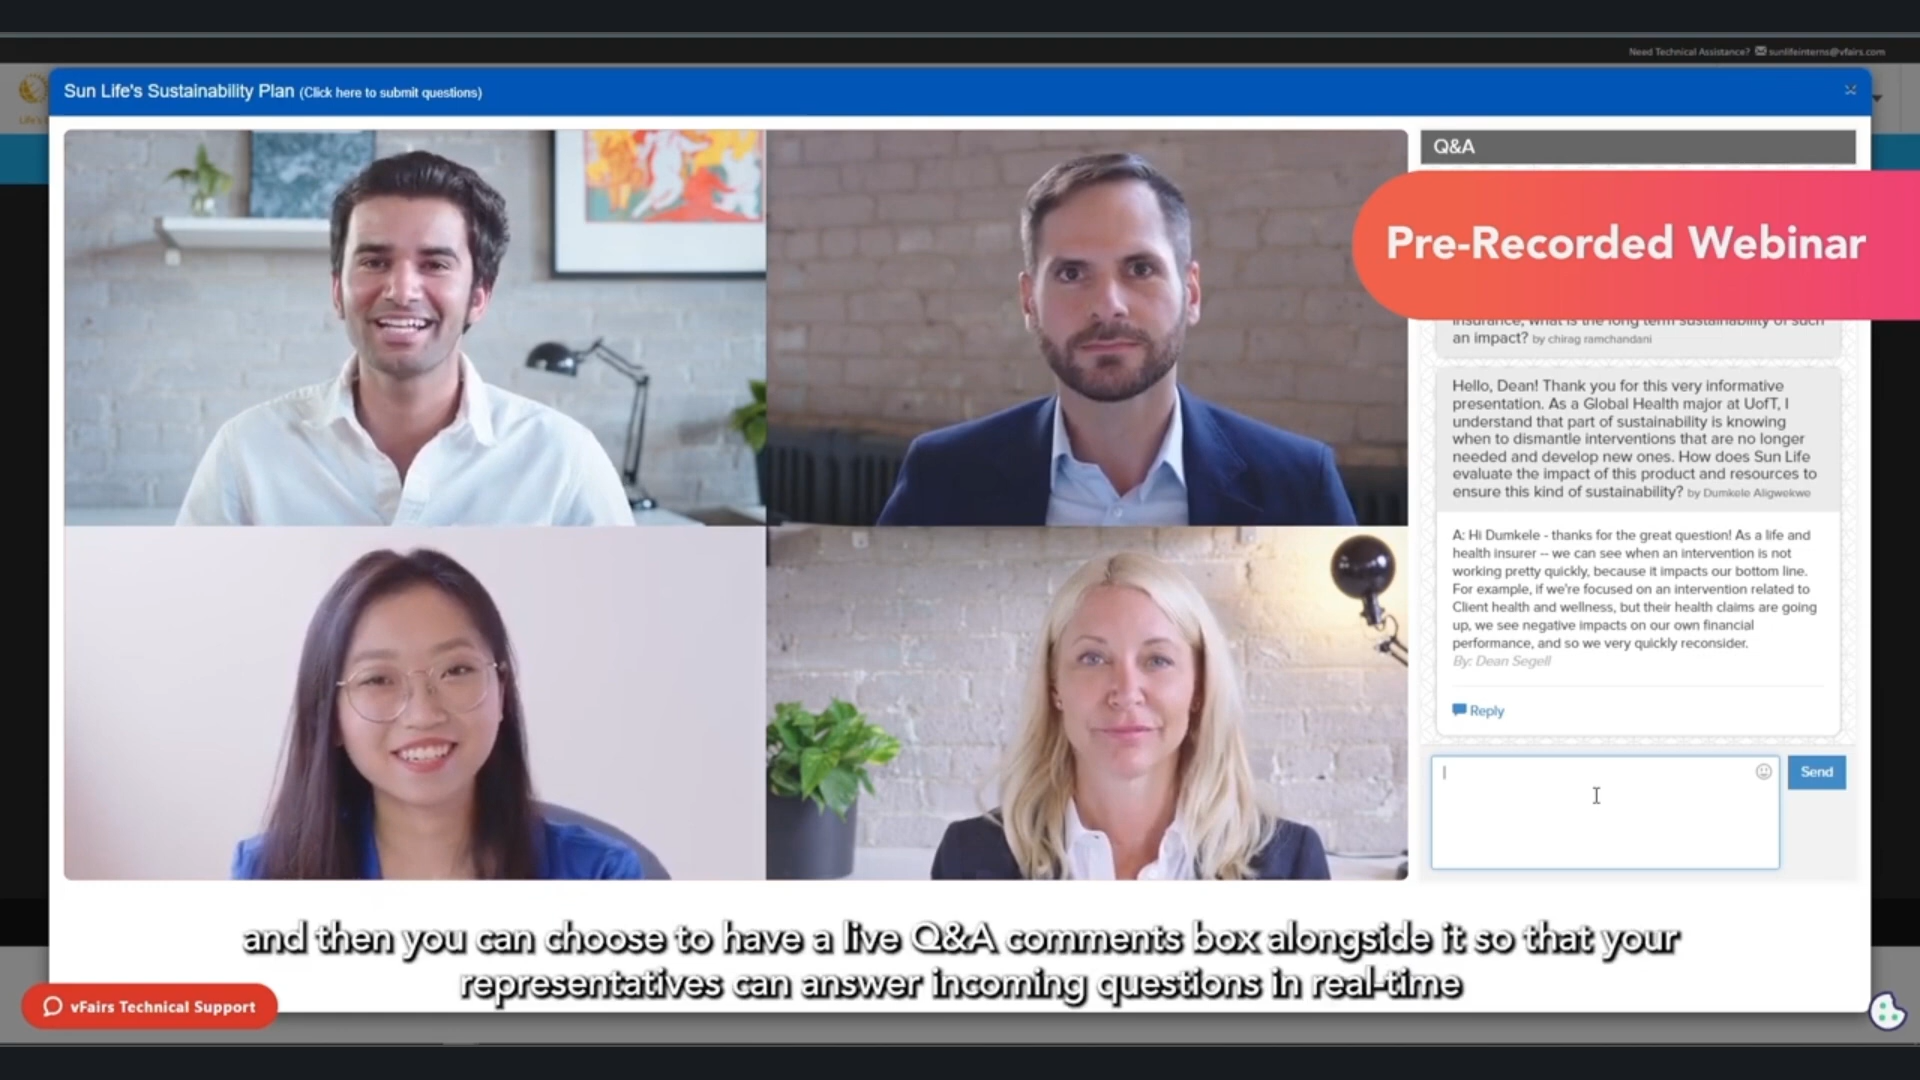 Need Technical Assistance? sunlifeinterns@vfairs.com
Sun Life's Sustainability Plan (Click here to submit questions)
Q&A
Pre-Recorded Webinar
insurance, what is the long term sustainability of such
an impact? by chirag ramchandani
Hello, Dean! Thank you for this very informative
presentation. As a Global Health major at UofT, I
understand that part of sustainability is knowing
when to dismantle interventions that are no longer
needed and develop new ones. How does Sun Life
evaluate the impact of this product and resources to
ensure this kind of sustainability? by Dumkele Aligwekwe
A: Hi Dumkele - thanks for the great question! As a life and
health insurer -- we can see when an intervention is not
working pretty quickly, because it impacts our bottom line.
For example, if we're focused on an intervention related to
Client health and wellness, but their health claims are going
up, we see negative impacts on our own financial
performance, and so we very quickly reconsider.
By: Dean Segell
Reply
Send
and then you can choose to have a live Q&A comments box alongside it so that your
representatives can answer incoming questions in real-time
vFairs Technical Support